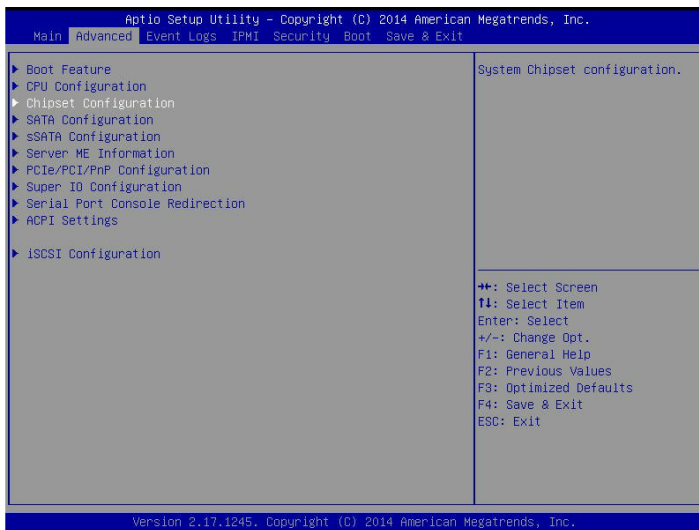 Aptio Setup Utility – Copyright (C) 2014 American Megatrends, Inc.
Main Advanced Event Logs IPMI Security Boot Save & Exit
▶ Boot Feature
▶ CPU Configuration
▶ Chipset Configuration
▶ SATA Configuration
▶ sSATA Configuration
▶ Server ME Information
▶ PCIe/PCI/PnP Configuration
▶ Super IO Configuration
▶ Serial Port Console Redirection
▶ ACPI Settings
▶ iSCSI Configuration
System Chipset configuration.
→←: Select Screen
↑↓: Select Item
Enter: Select
+/-: Change Opt.
F1: General Help
F2: Previous Values
F3: Optimized Defaults
F4: Save & Exit
ESC: Exit
Version 2.17.1245. Copyright (C) 2014 American Megatrends, Inc.